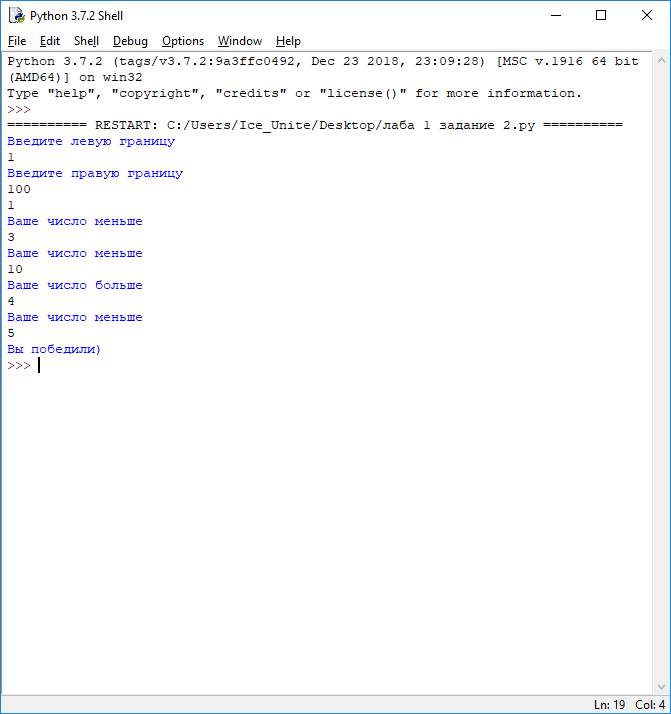 Python 3.7.2 Shell
File Edit Shell Debug Options Window Help
Python 3.7.2 (tags/v3.7.2:9a3ffc0492, Dec 23 2018, 23:09:28) [MSC v.1916 64 bit
(AMD64)] on win32
Type "help", "copyright", "credits" or "license()" for more information.
>>>
========== RESTART: C:/Users/Ice_Unite/Desktop/лаба 1 задание 2.py ==========
Введите левую границу
1
Введите правую границу
100
1
Ваше число меньше
3
Ваше число меньше
10
Ваше число больше
4
Ваше число меньше
5
Вы победили)
>>>
Ln: 19 Col: 4